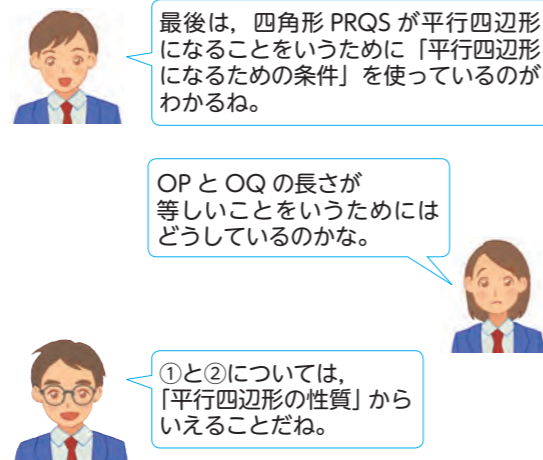 最後は，四角形 PRQS が平行四辺形
になることをいうために「平行四辺形
になるための条件」を使っているのが
わかるね。
OP と OQ の長さが
等しいことをいうためには
どうしているのかな。
①と②については，
「平行四辺形の性質」から
いえることだね。